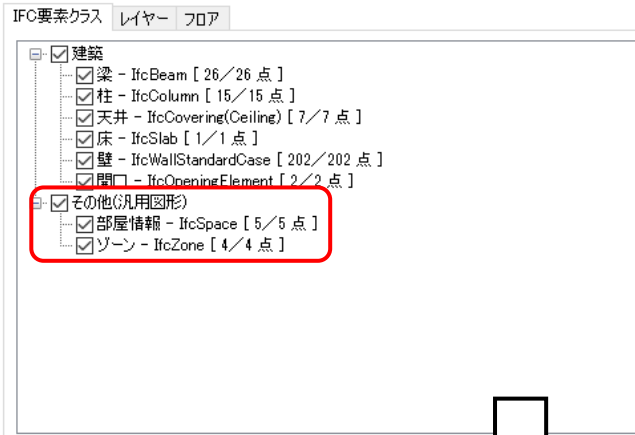 IFC要素クラス レイヤー フロア
建築
梁 - IfcBeam [ 26／26 点 ]
柱 - IfcColumn [ 15／15 点 ]
天井 - IfcCovering(Ceiling) [ 7／7 点 ]
床 - IfcSlab [ 1／1 点 ]
壁 - IfcWallStandardCase [ 202／202 点 ]
開口 - IfcOpeningElement [ 2／2 点 ]
その他(汎用図形)
部屋情報 - IfcSpace [ 5／5 点 ]
ゾーン - IfcZone [ 4／4 点 ]